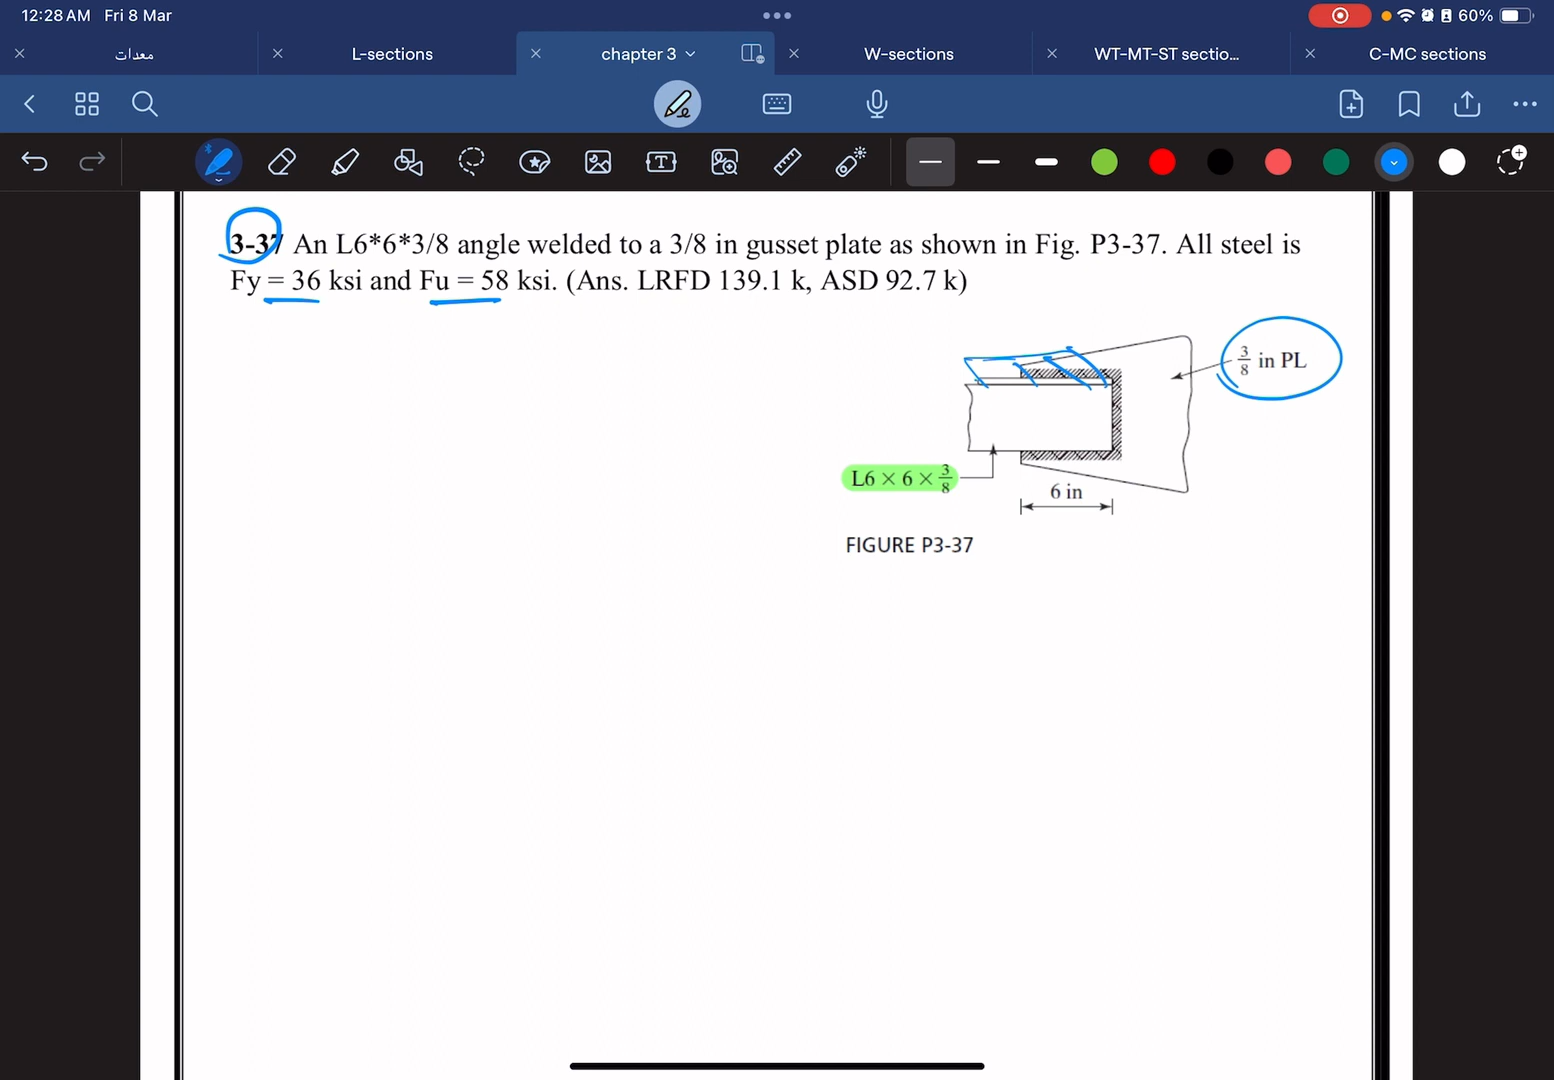 12:28 AM Fri 8 Mar
60%
معدات
L-sections
chapter 3
W-sections
WT-MT-ST sectio...
C-MC sections
3-37 An L6*6*3/8 angle welded to a 3/8 in gusset plate as shown in Fig. P3-37. All steel is
Fy = 36 ksi and Fu = 58 ksi. (Ans. LRFD 139.1 k, ASD 92.7 k)
3/8 in PL
L6 × 6 × 3/8
6 in
FIGURE P3-37